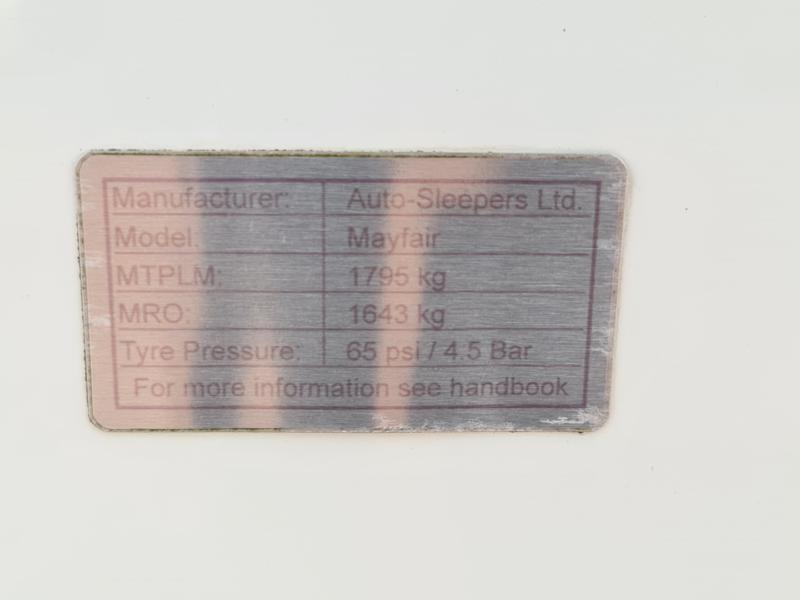 Manufacturer: Auto-Sleepers Ltd.
Model: Mayfair
MTPLM: 1795 kg
MRO: 1643 kg
Tyre Pressure: 65 psi / 4.5 Bar
For more information see handbook